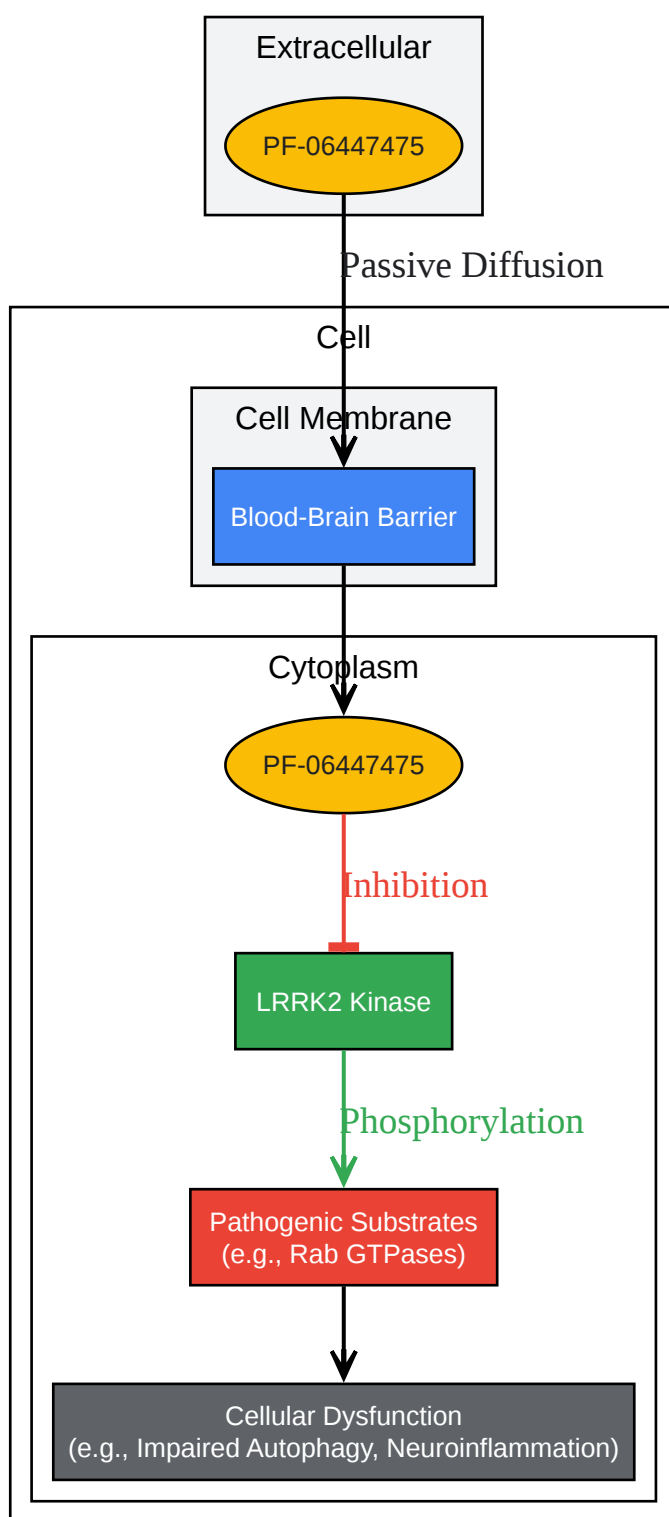 Extracellular
PF-06447475
Passive Diffusion
Cell
Cell Membrane
Blood-Brain Barrier
Cytoplasm
PF-06447475
Inhibition
LRRK2 Kinase
Phosphorylation
Pathogenic Substrates
(e.g., Rab GTPases)
Cellular Dysfunction
(e.g., Impaired Autophagy, Neuroinflammation)